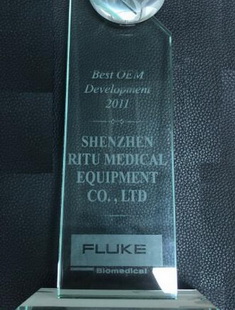 Best OEM
Development
2011
SHENZHEN
RITU MEDICAL
EQUIPMENT
CO. , LTD
FLUKE
Biomedical